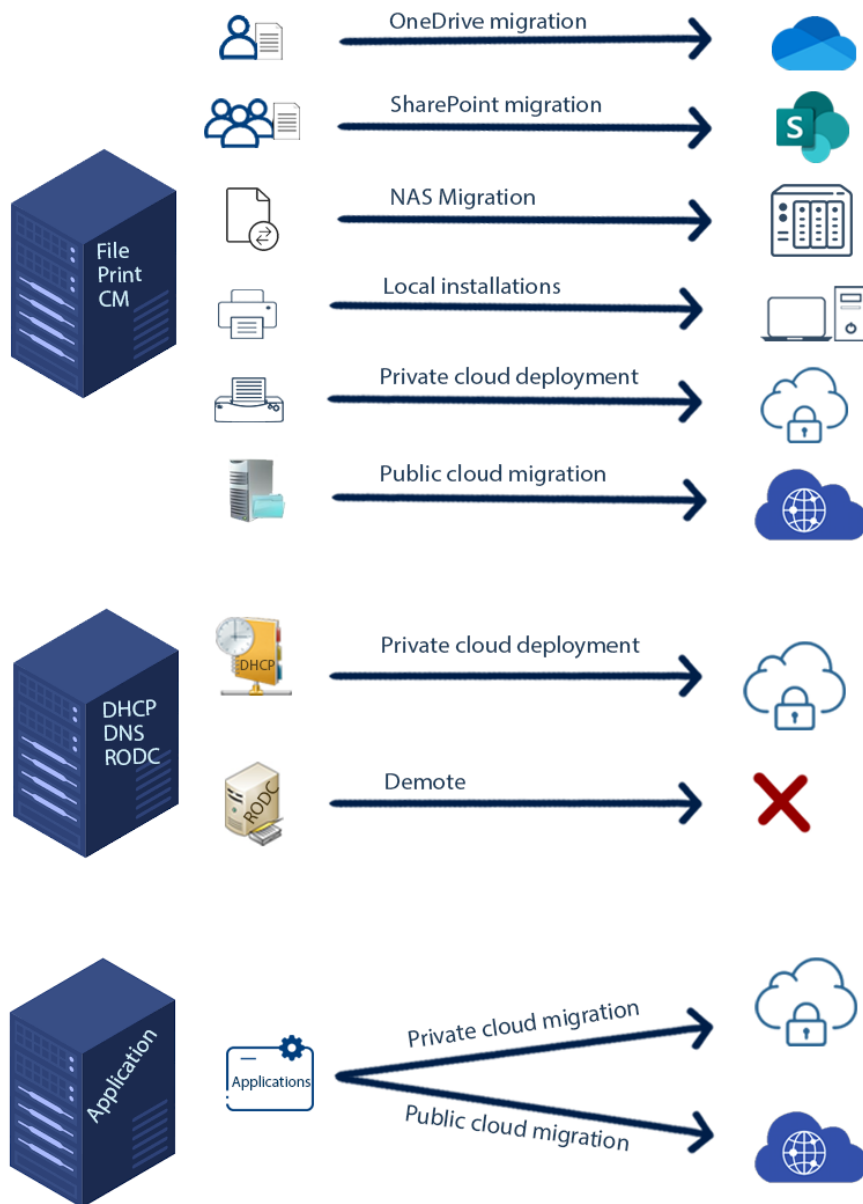 OneDrive migration
SharePoint migration
S
NAS Migration
File
Print
CM
Local installations
Private cloud deployment
Public cloud migration
DHCP
DNS
RODC
DHCP
Private cloud deployment
RODC
Demote
Application
Applications
Private cloud migration
Public cloud migration